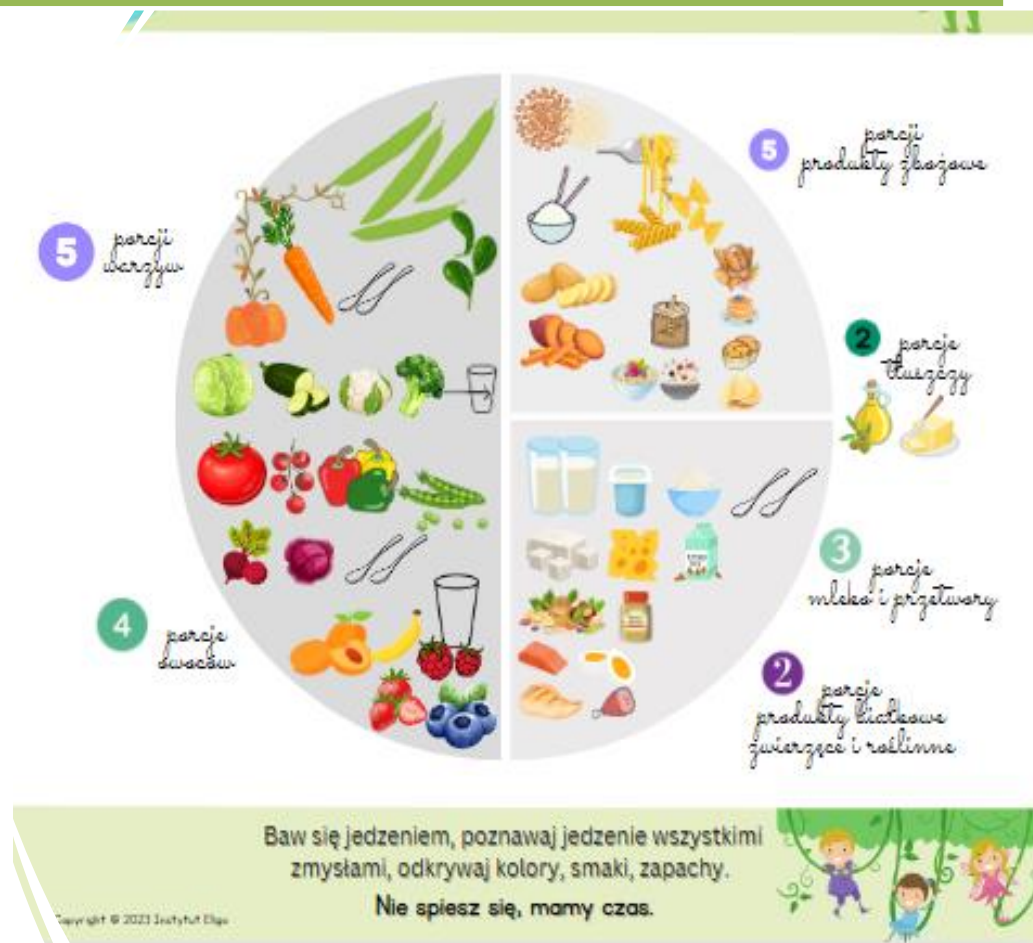 5
porcji
warzyw
5
porcji
produkty zbożowe
2
porcje
tłuszczy
3
porcje
mleko i przetwory
4
porcje
owoców
2
porcje
produkty białkowe
zwierzęce i roślinne
Baw się jedzeniem, poznawaj jedzenie wszystkimi
zmysłami, odkrywaj kolory, smaki, zapachy.
Nie spiesz się, mamy czas.
Copyright © 2023 Instytut